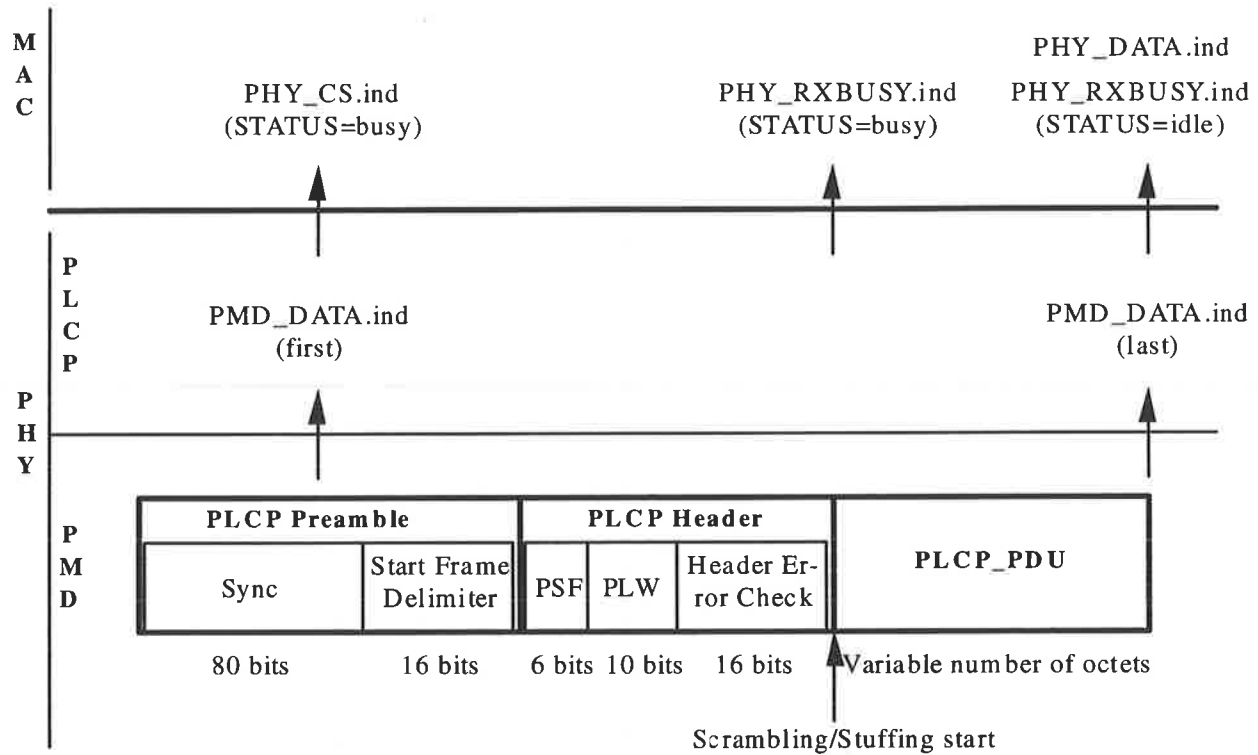 M
A
C
PHY_DATA.ind
PHY_CS.ind
(STATUS=busy)
PHY_RXBUSY.ind
(STATUS=busy)
PHY_RXBUSY.ind
(STATUS=idle)
P
L
C
P
PMD_DATA.ind
(first)
PMD_DATA.ind
(last)
P
H
Y
P
M
D
PLCP Preamble
PLCP Header
PLCP_PDU
Sync
Start Frame
Delimiter
PSF
PLW
Header Er-
ror Check
80 bits
16 bits
6 bits
10 bits
16 bits
Variable number of octets
Scrambling/Stuffing start